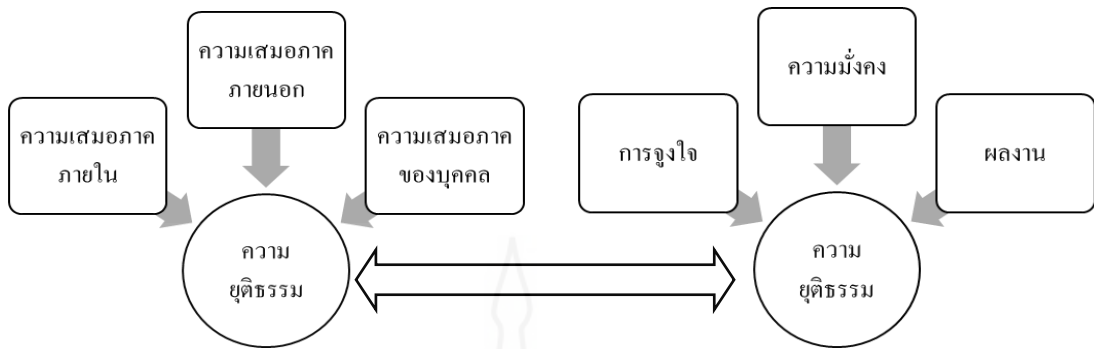 ความเสมอภาค
ภายใน
ความเสมอภาค
ภายนอก
ความเสมอภาค
ของบุคคล
ความ
ยุติธรรม
การจูงใจ
ความมั่งคง
ผลงาน
ความ
ยุติธรรม